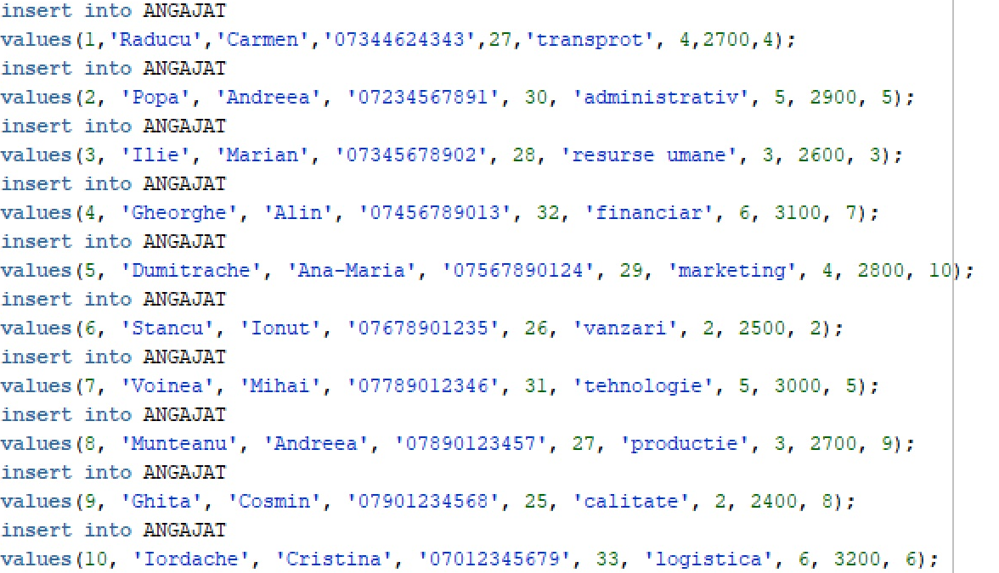 insert into ANGAJAT
values(1,'Raducu','Carmen','07344624343',27,'transprot', 4,2700,4);
insert into ANGAJAT
values(2, 'Popa', 'Andreea', '07234567891', 30, 'administrativ', 5, 2900, 5);
insert into ANGAJAT
values(3, 'Ilie', 'Marian', '07345678902', 28, 'resurse umane', 3, 2600, 3);
insert into ANGAJAT
values(4, 'Gheorghe', 'Alin', '07456789013', 32, 'financiar', 6, 3100, 7);
insert into ANGAJAT
values(5, 'Dumitrache', 'Ana-Maria', '07567890124', 29, 'marketing', 4, 2800, 10);
insert into ANGAJAT
values(6, 'Stancu', 'Ionut', '07678901235', 26, 'vanzari', 2, 2500, 2);
insert into ANGAJAT
values(7, 'Voinea', 'Mihai', '07789012346', 31, 'tehnologie', 5, 3000, 5);
insert into ANGAJAT
values(8, 'Munteanu', 'Andreea', '07890123457', 27, 'productie', 3, 2700, 9);
insert into ANGAJAT
values(9, 'Ghita', 'Cosmin', '07901234568', 25, 'calitate', 2, 2400, 8);
insert into ANGAJAT
values(10, 'Iordache', 'Cristina', '07012345679', 33, 'logistica', 6, 3200, 6);